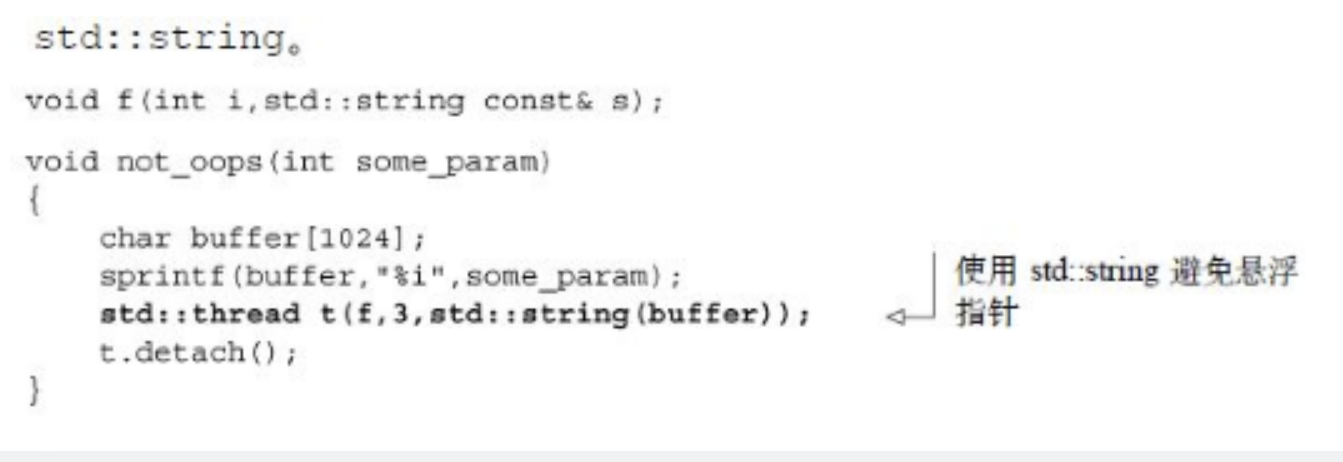 std::string。
void f(int i,std::string const& s);
void not_oops(int some_param)
{
    char buffer[1024];
    sprintf(buffer,"%i",some_param);
    std::thread t(f,3,std::string(buffer));
    t.detach();
}
使用 std::string 避免悬浮
指针